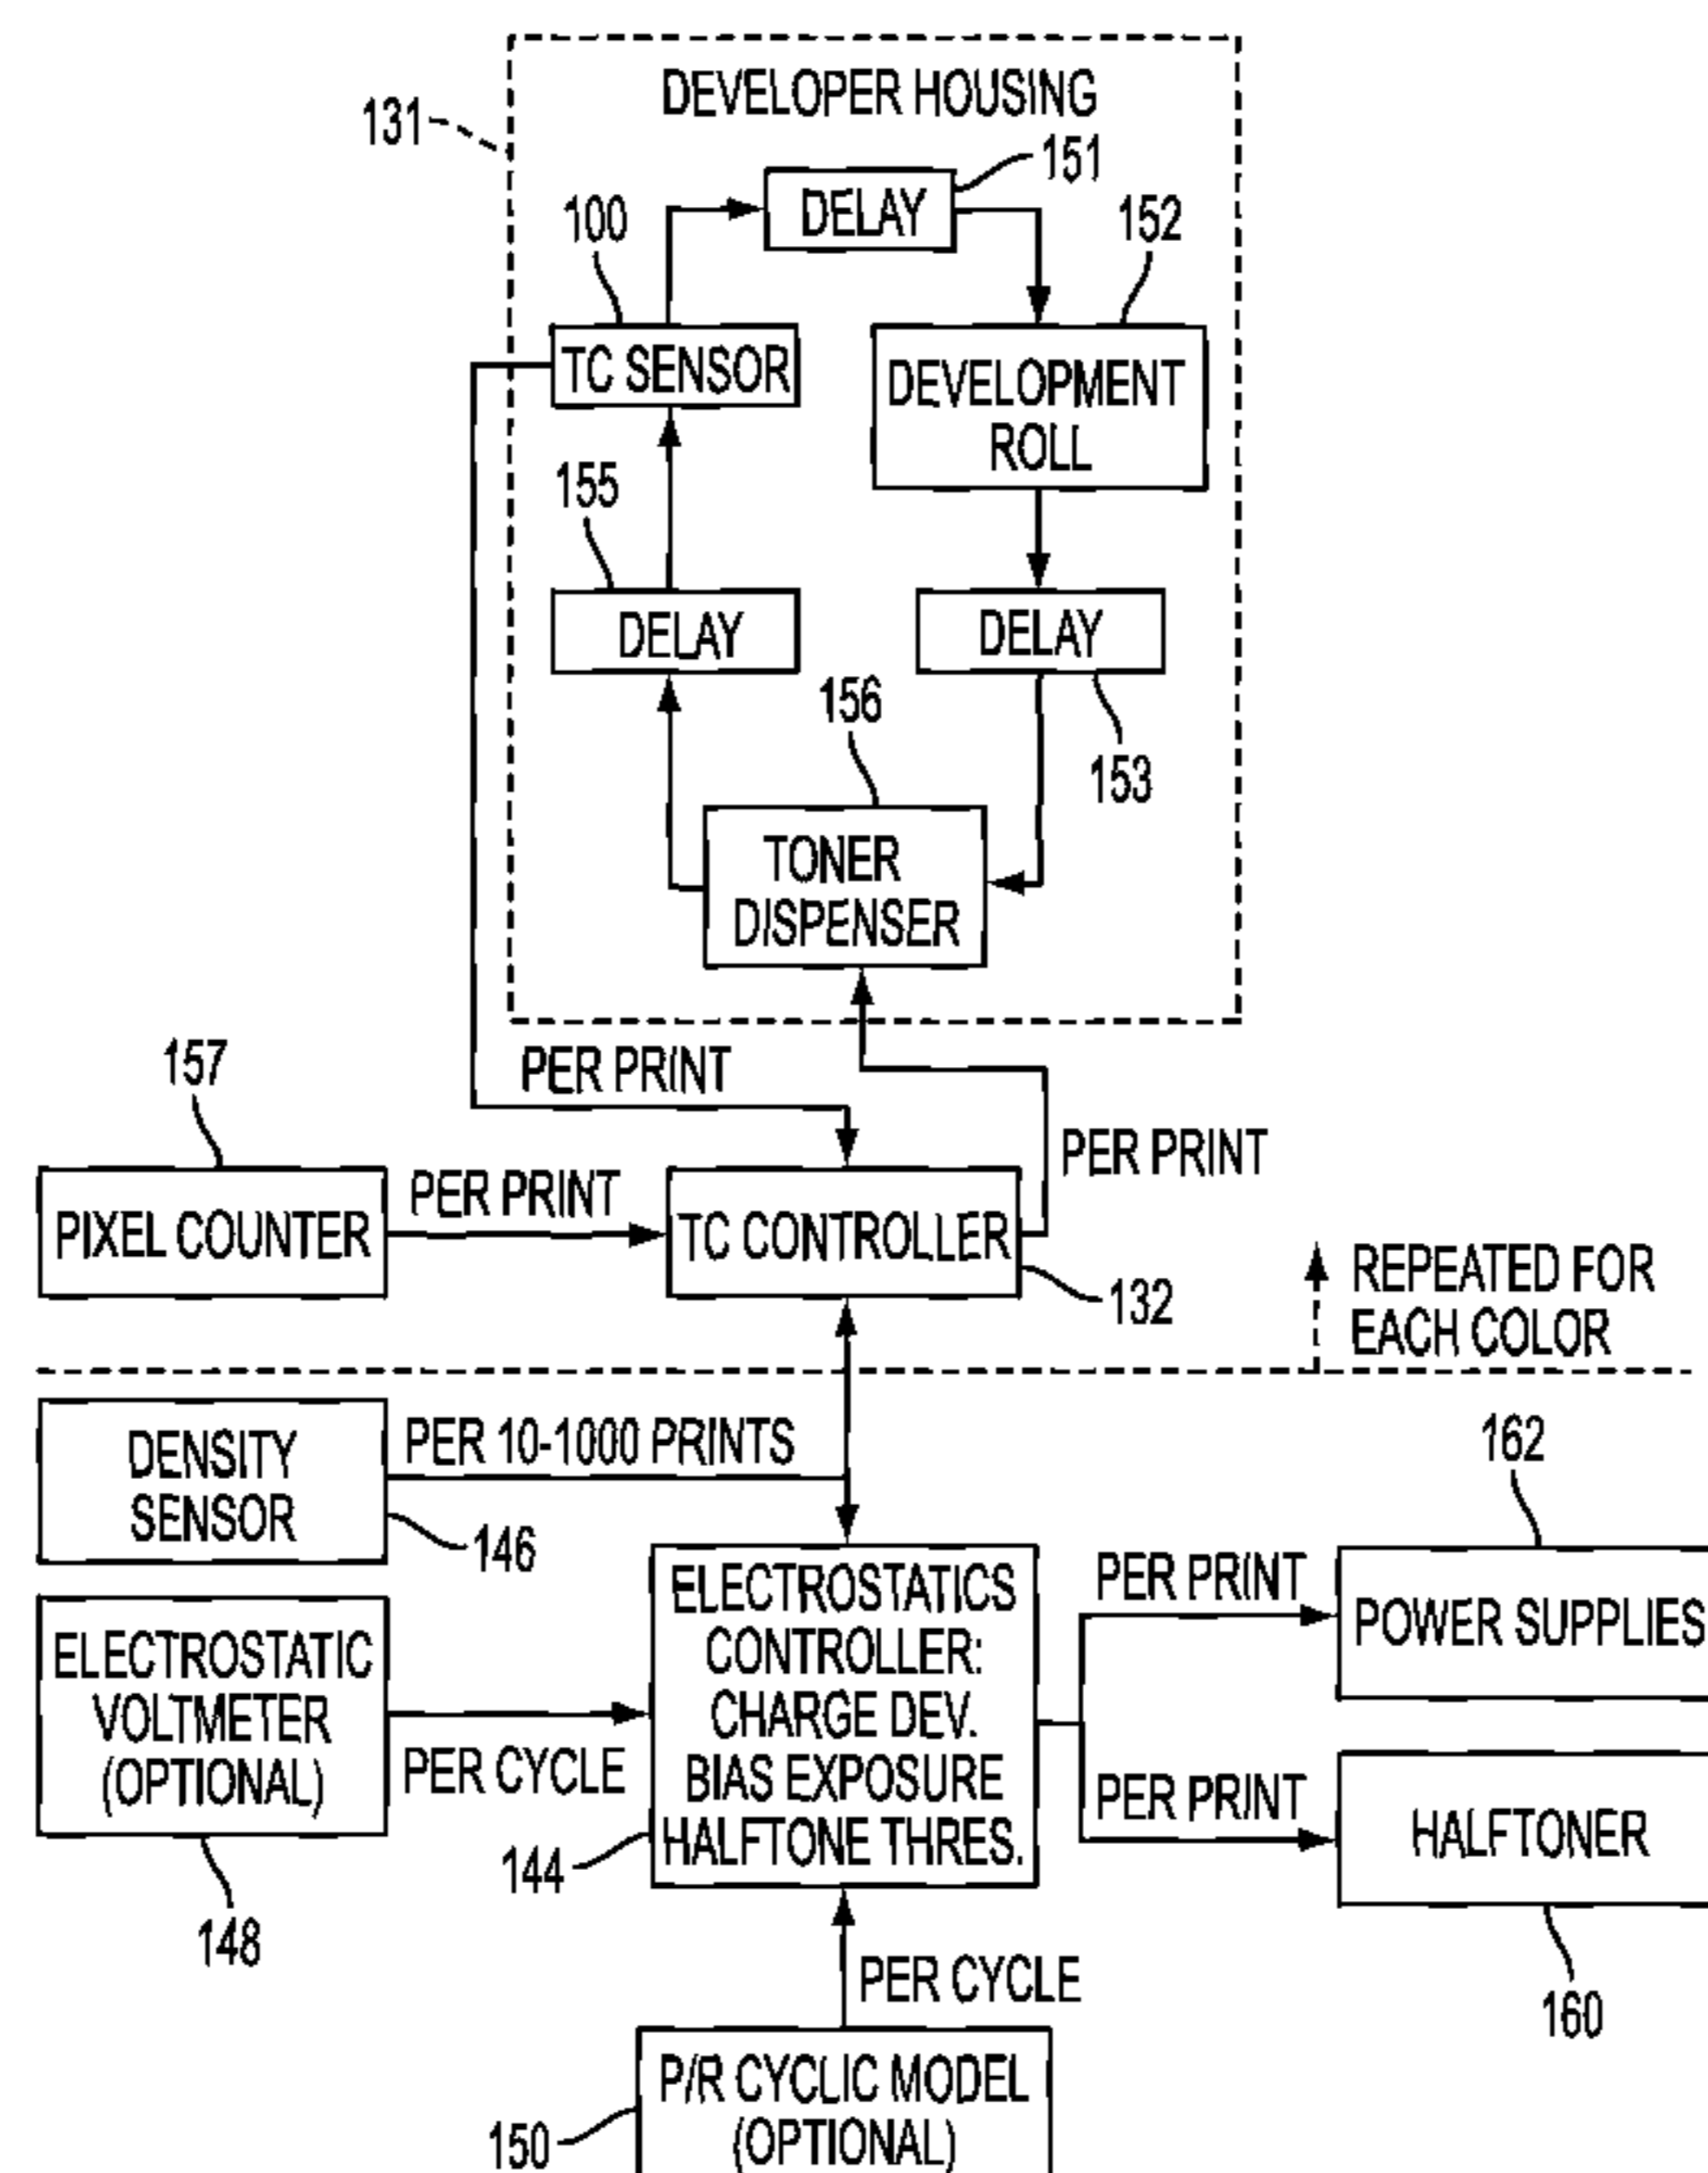 DEVELOPER HOUSING
131
151
DELAY
100
152
TC SENSOR
DEVELOPMENT
ROLL
155
DELAY
DELAY
156
153
TONER
DISPENSER
157
PER PRINT
PER PRINT
PER PRINT
PIXEL COUNTER
TC CONTROLLER
132
REPEATED FOR
EACH COLOR
DENSITY
SENSOR
PER 10-1000 PRINTS
146
162
ELECTROSTATIC
VOLTMETER
(OPTIONAL)
PER CYCLE
148
ELECTROSTATICS
CONTROLLER:
CHARGE DEV.
BIAS EXPOSURE
HALFTONE THRES.
144
PER PRINT
POWER SUPPLIES
PER PRINT
HALFTONER
160
PER CYCLE
P/R CYCLIC MODEL
(OPTIONAL)
150